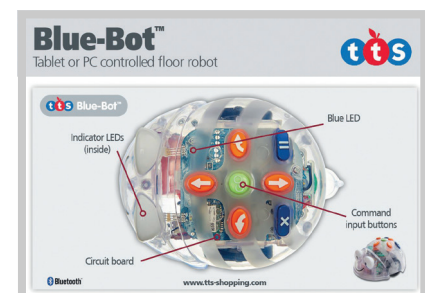 Blue-Bot™
Tablet or PC controlled floor robot
tts
tts Blue-Bot™
Indicator LEDs
(inside)
Blue LED
Command
input buttons
Circuit board
Bluetooth®
www.tts-shopping.com